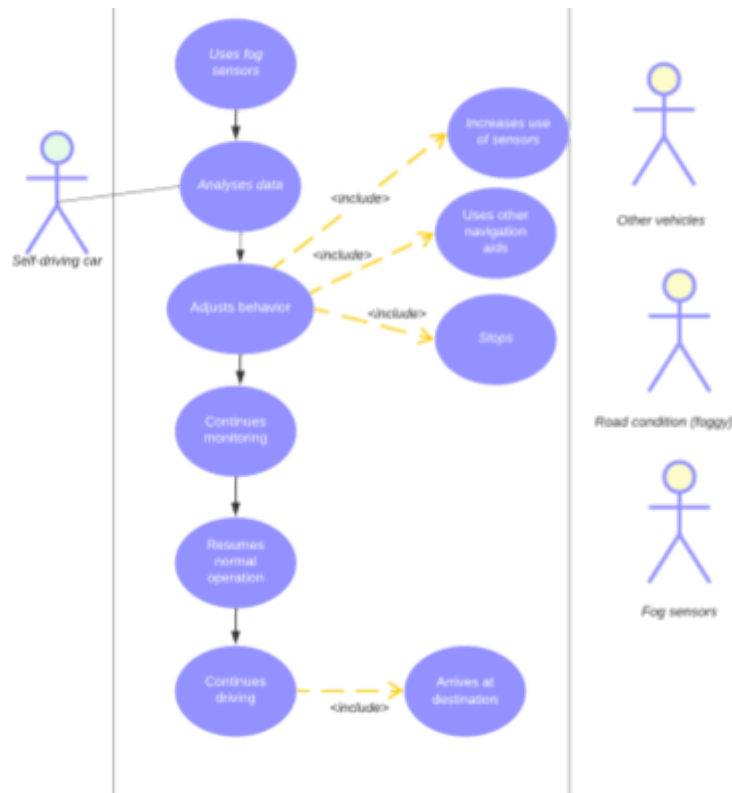 Uses fog
sensors
Increases use
of sensors
Analyses data
<include>
Other vehicles
Uses other
navigation
aids
<include>
Self-driving car
Adjusts behavior
<include>
Stops
Continues
monitoring
Road condition (foggy)
Resumes
normal
operation
Fog sensors
Continues
driving
<include>
Arrives at
destination